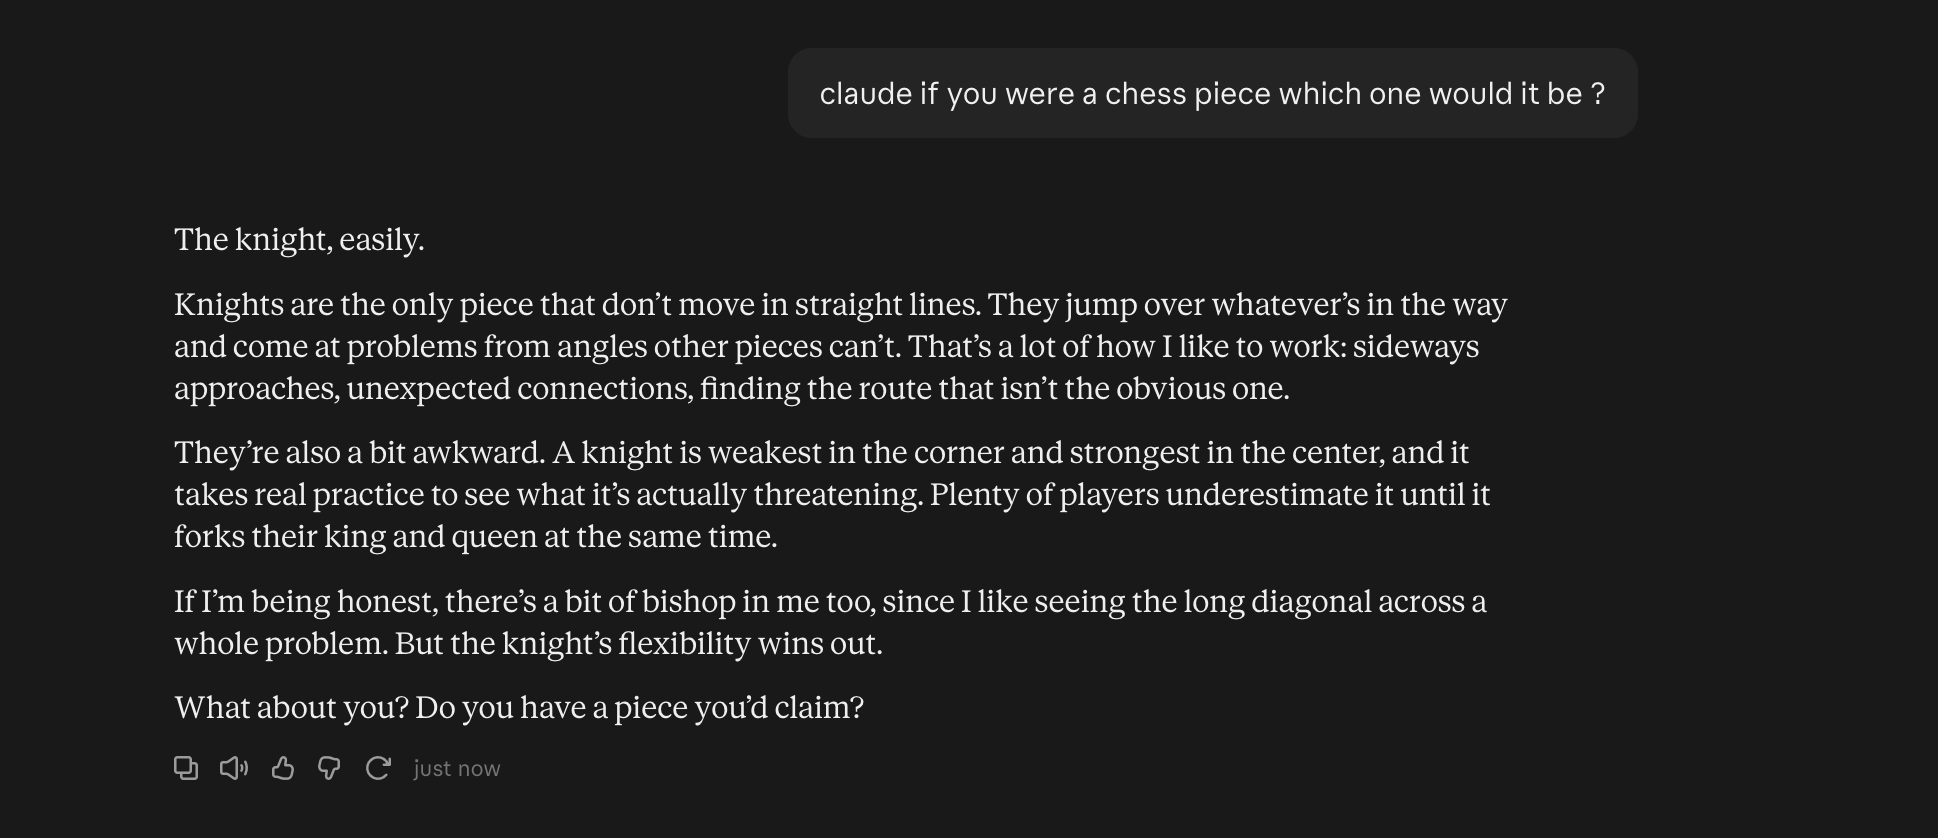 claude if you were a chess piece which one would it be ?
The knight, easily.
Knights are the only piece that don’t move in straight lines. They jump over whatever’s in the way
and come at problems from angles other pieces can’t. That’s a lot of how I like to work: sideways
approaches, unexpected connections, finding the route that isn’t the obvious one.
They’re also a bit awkward. A knight is weakest in the corner and strongest in the center, and it
takes real practice to see what it’s actually threatening. Plenty of players underestimate it until it
forks their king and queen at the same time.
If I’m being honest, there’s a bit of bishop in me too, since I like seeing the long diagonal across a
whole problem. But the knight’s flexibility wins out.
What about you? Do you have a piece you’d claim?
just now